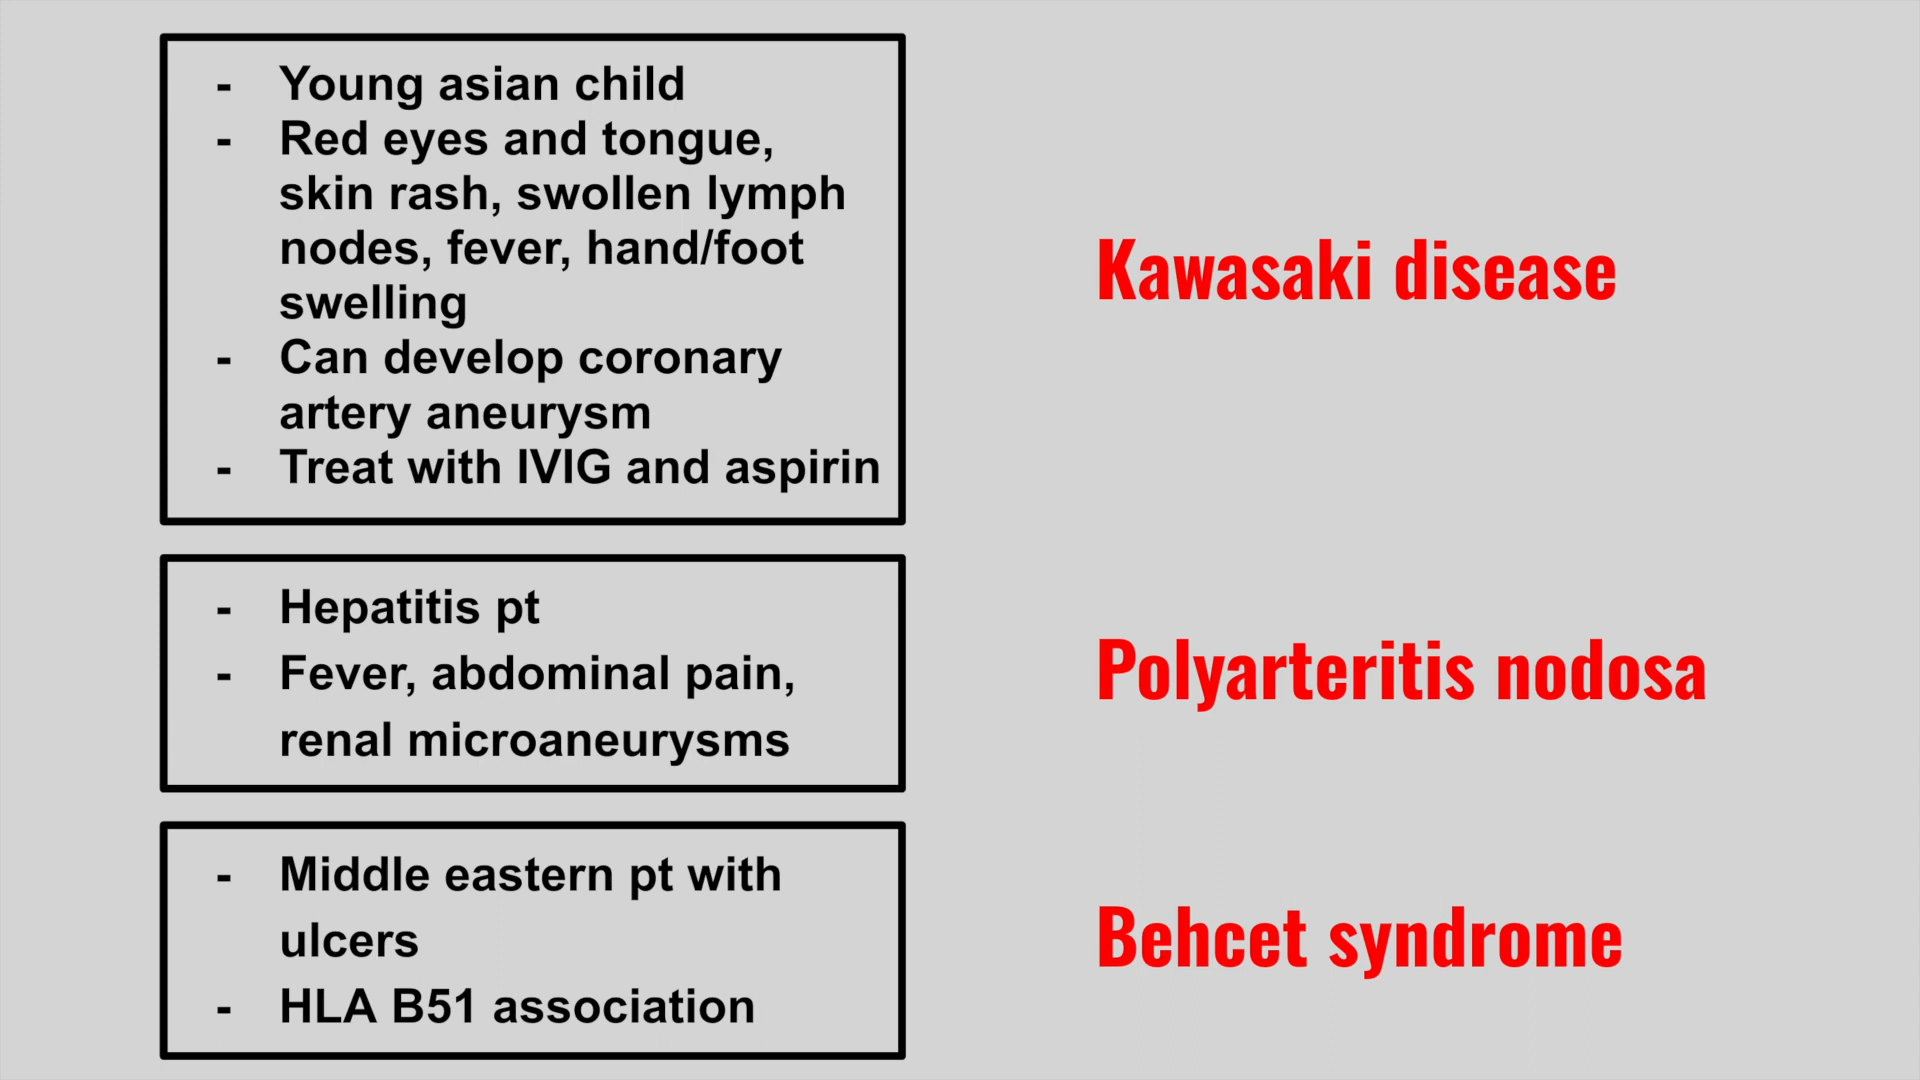 - Young asian child
- Red eyes and tongue,
skin rash, swollen lymph
nodes, fever, hand/foot
swelling
- Can develop coronary
artery aneurysm
- Treat with IVIG and aspirin
Kawasaki disease
- Hepatitis pt
- Fever, abdominal pain,
renal microaneurysms
Polyarteritis nodosa
- Middle eastern pt with
ulcers
- HLA B51 association
Behcet syndrome